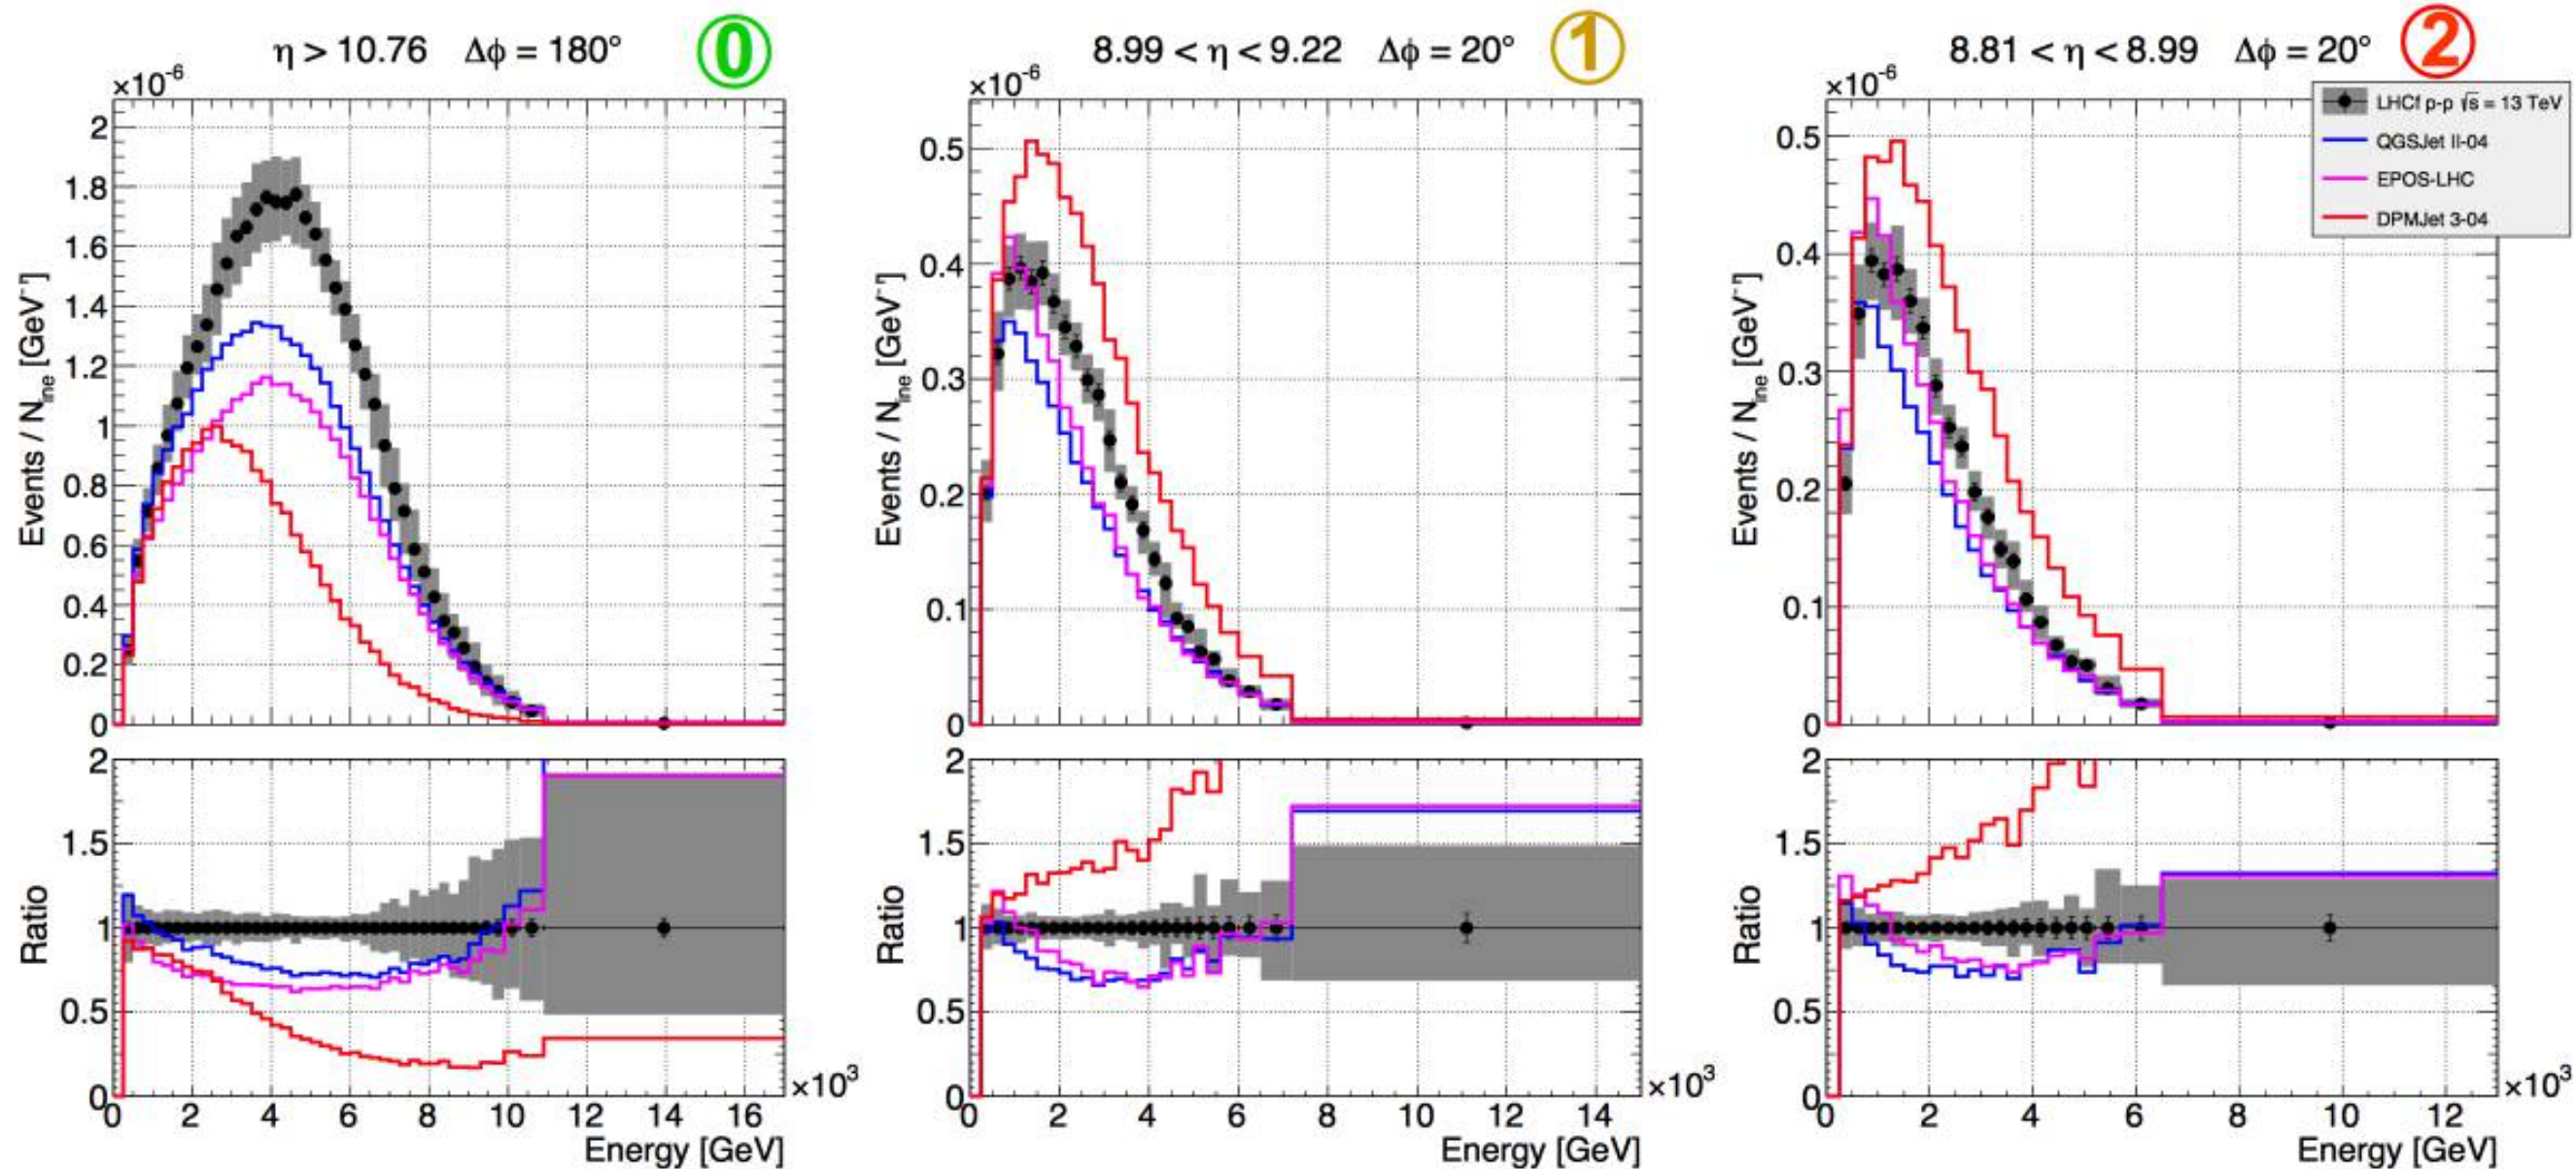 η > 10.76 Δϕ = 180° 0
8.99 < η < 9.22 Δϕ = 20° 1
8.81 < η < 8.99 Δϕ = 20° 2
×10⁻⁶
2
1.8
1.6
1.4
1.2
1
0.8
0.6
0.4
0.2
0
Events / N_ine [GeV⁻¹]
×10⁻⁶
0.5
0.4
0.3
0.2
0.1
0
Events / N_ine [GeV⁻¹]
×10⁻⁶
0.5
0.4
0.3
0.2
0.1
0
Events / N_ine [GeV⁻¹]
LHCf p-p √s = 13 TeV
QGSJet II-04
EPOS-LHC
DPMJet 3-04
2
1.5
1
0.5
0
Ratio
0 2 4 6 8 10 12 14 16
×10³
Energy [GeV]
2
1.5
1
0.5
0
Ratio
0 2 4 6 8 10 12 14
×10³
Energy [GeV]
2
1.5
1
0.5
0
Ratio
0 2 4 6 8 10 12
×10³
Energy [GeV]